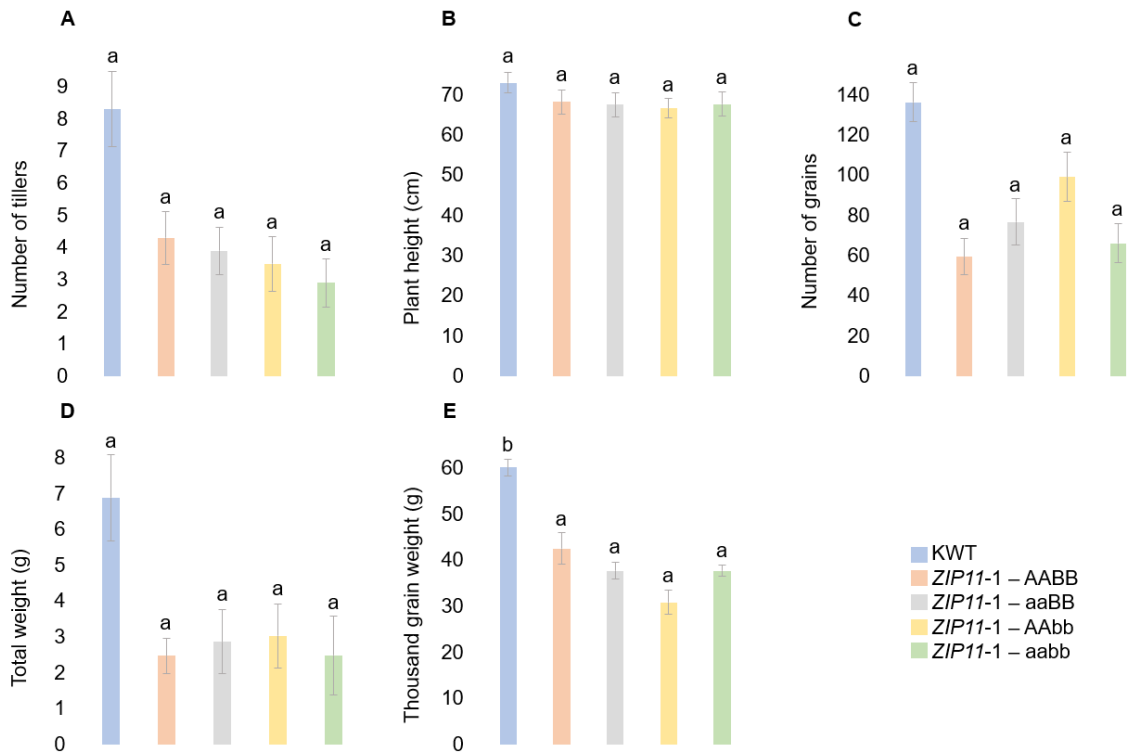 A
Number of tillers
9
8
7
6
5
4
3
2
1
0
a
a
a
a
a
B
Plant height (cm)
70
60
50
40
30
20
10
0
a
a
a
a
a
C
Number of grains
140
120
100
80
60
40
20
0
a
a
a
a
a
D
Total weight (g)
8
7
6
5
4
3
2
1
0
a
a
a
a
a
E
Thousand grain weight (g)
60
50
40
30
20
10
0
b
a
a
a
a
KWT
ZIP11-1 – AABB
ZIP11-1 – aaBB
ZIP11-1 – AAbb
ZIP11-1 – aabb